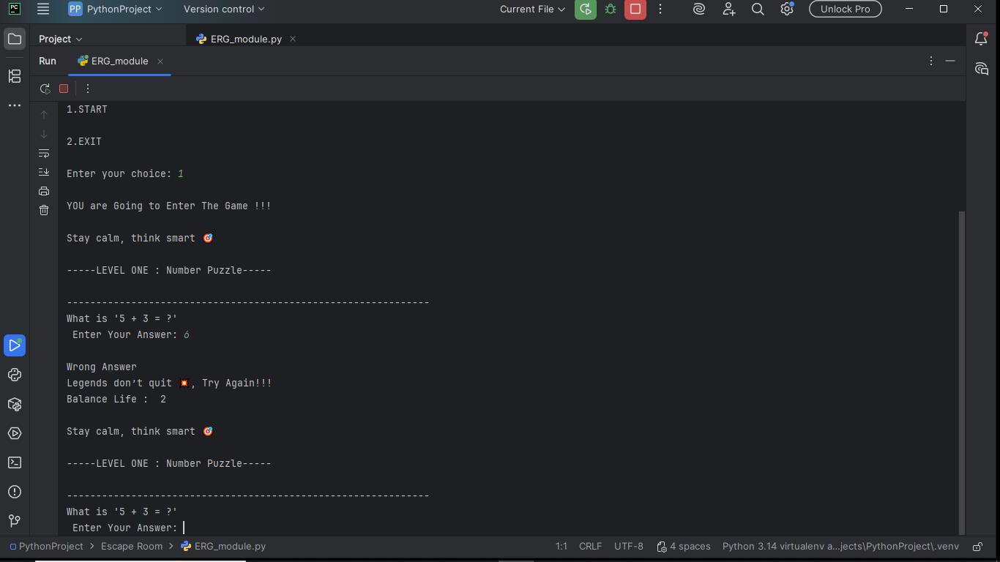 PC PP PythonProject Version control Current File Unlock Pro
Project ERG_module.py
Run ERG_module
1.START
2.EXIT
Enter your choice: 1
YOU are Going to Enter The Game !!!
Stay calm, think smart 🎯
-----LEVEL ONE : Number Puzzle-----
--------------------------------------------------------------
What is '5 + 3 = ?'
Enter Your Answer: ó
Wrong Answer
Legends don't quit 💥, Try Again!!!
Balance Life :  2
Stay calm, think smart 🎯
-----LEVEL ONE : Number Puzzle-----
--------------------------------------------------------------
What is '5 + 3 = ?'
Enter Your Answer:
PythonProject > Escape Room > ERG_module.py 1:1 CRLF UTF-8 4 spaces Python 3.14 virtualenv a...jects\PythonProject\.venv